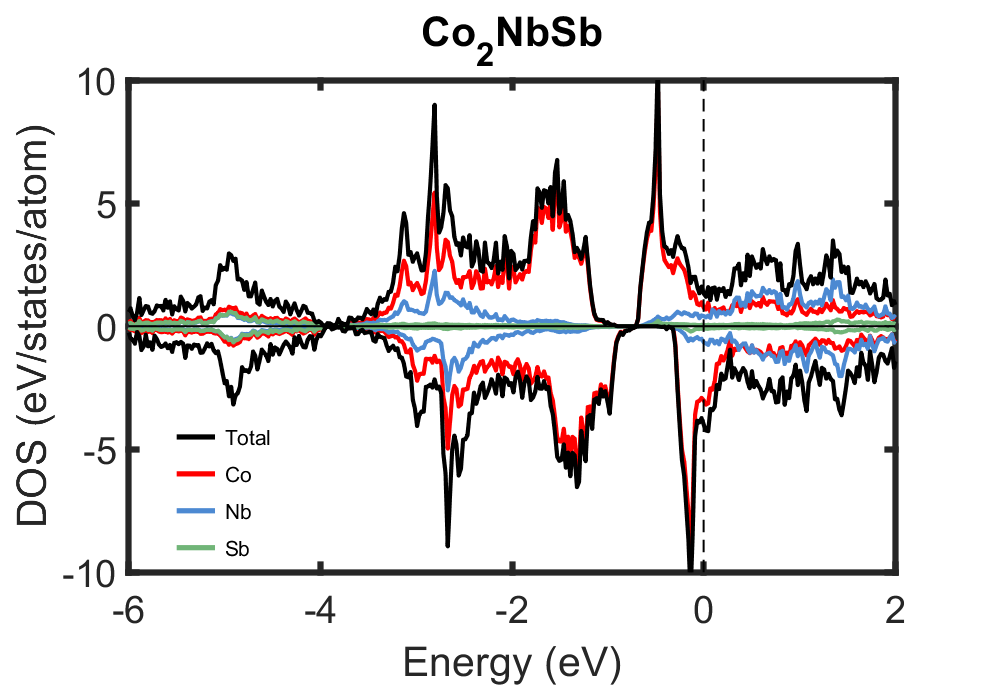 Co2NbSb
10
5
0
-5
-10
DOS (eV/states/atom)
Total
Co
Nb
Sb
-6 -4 -2 0 2
Energy (eV)